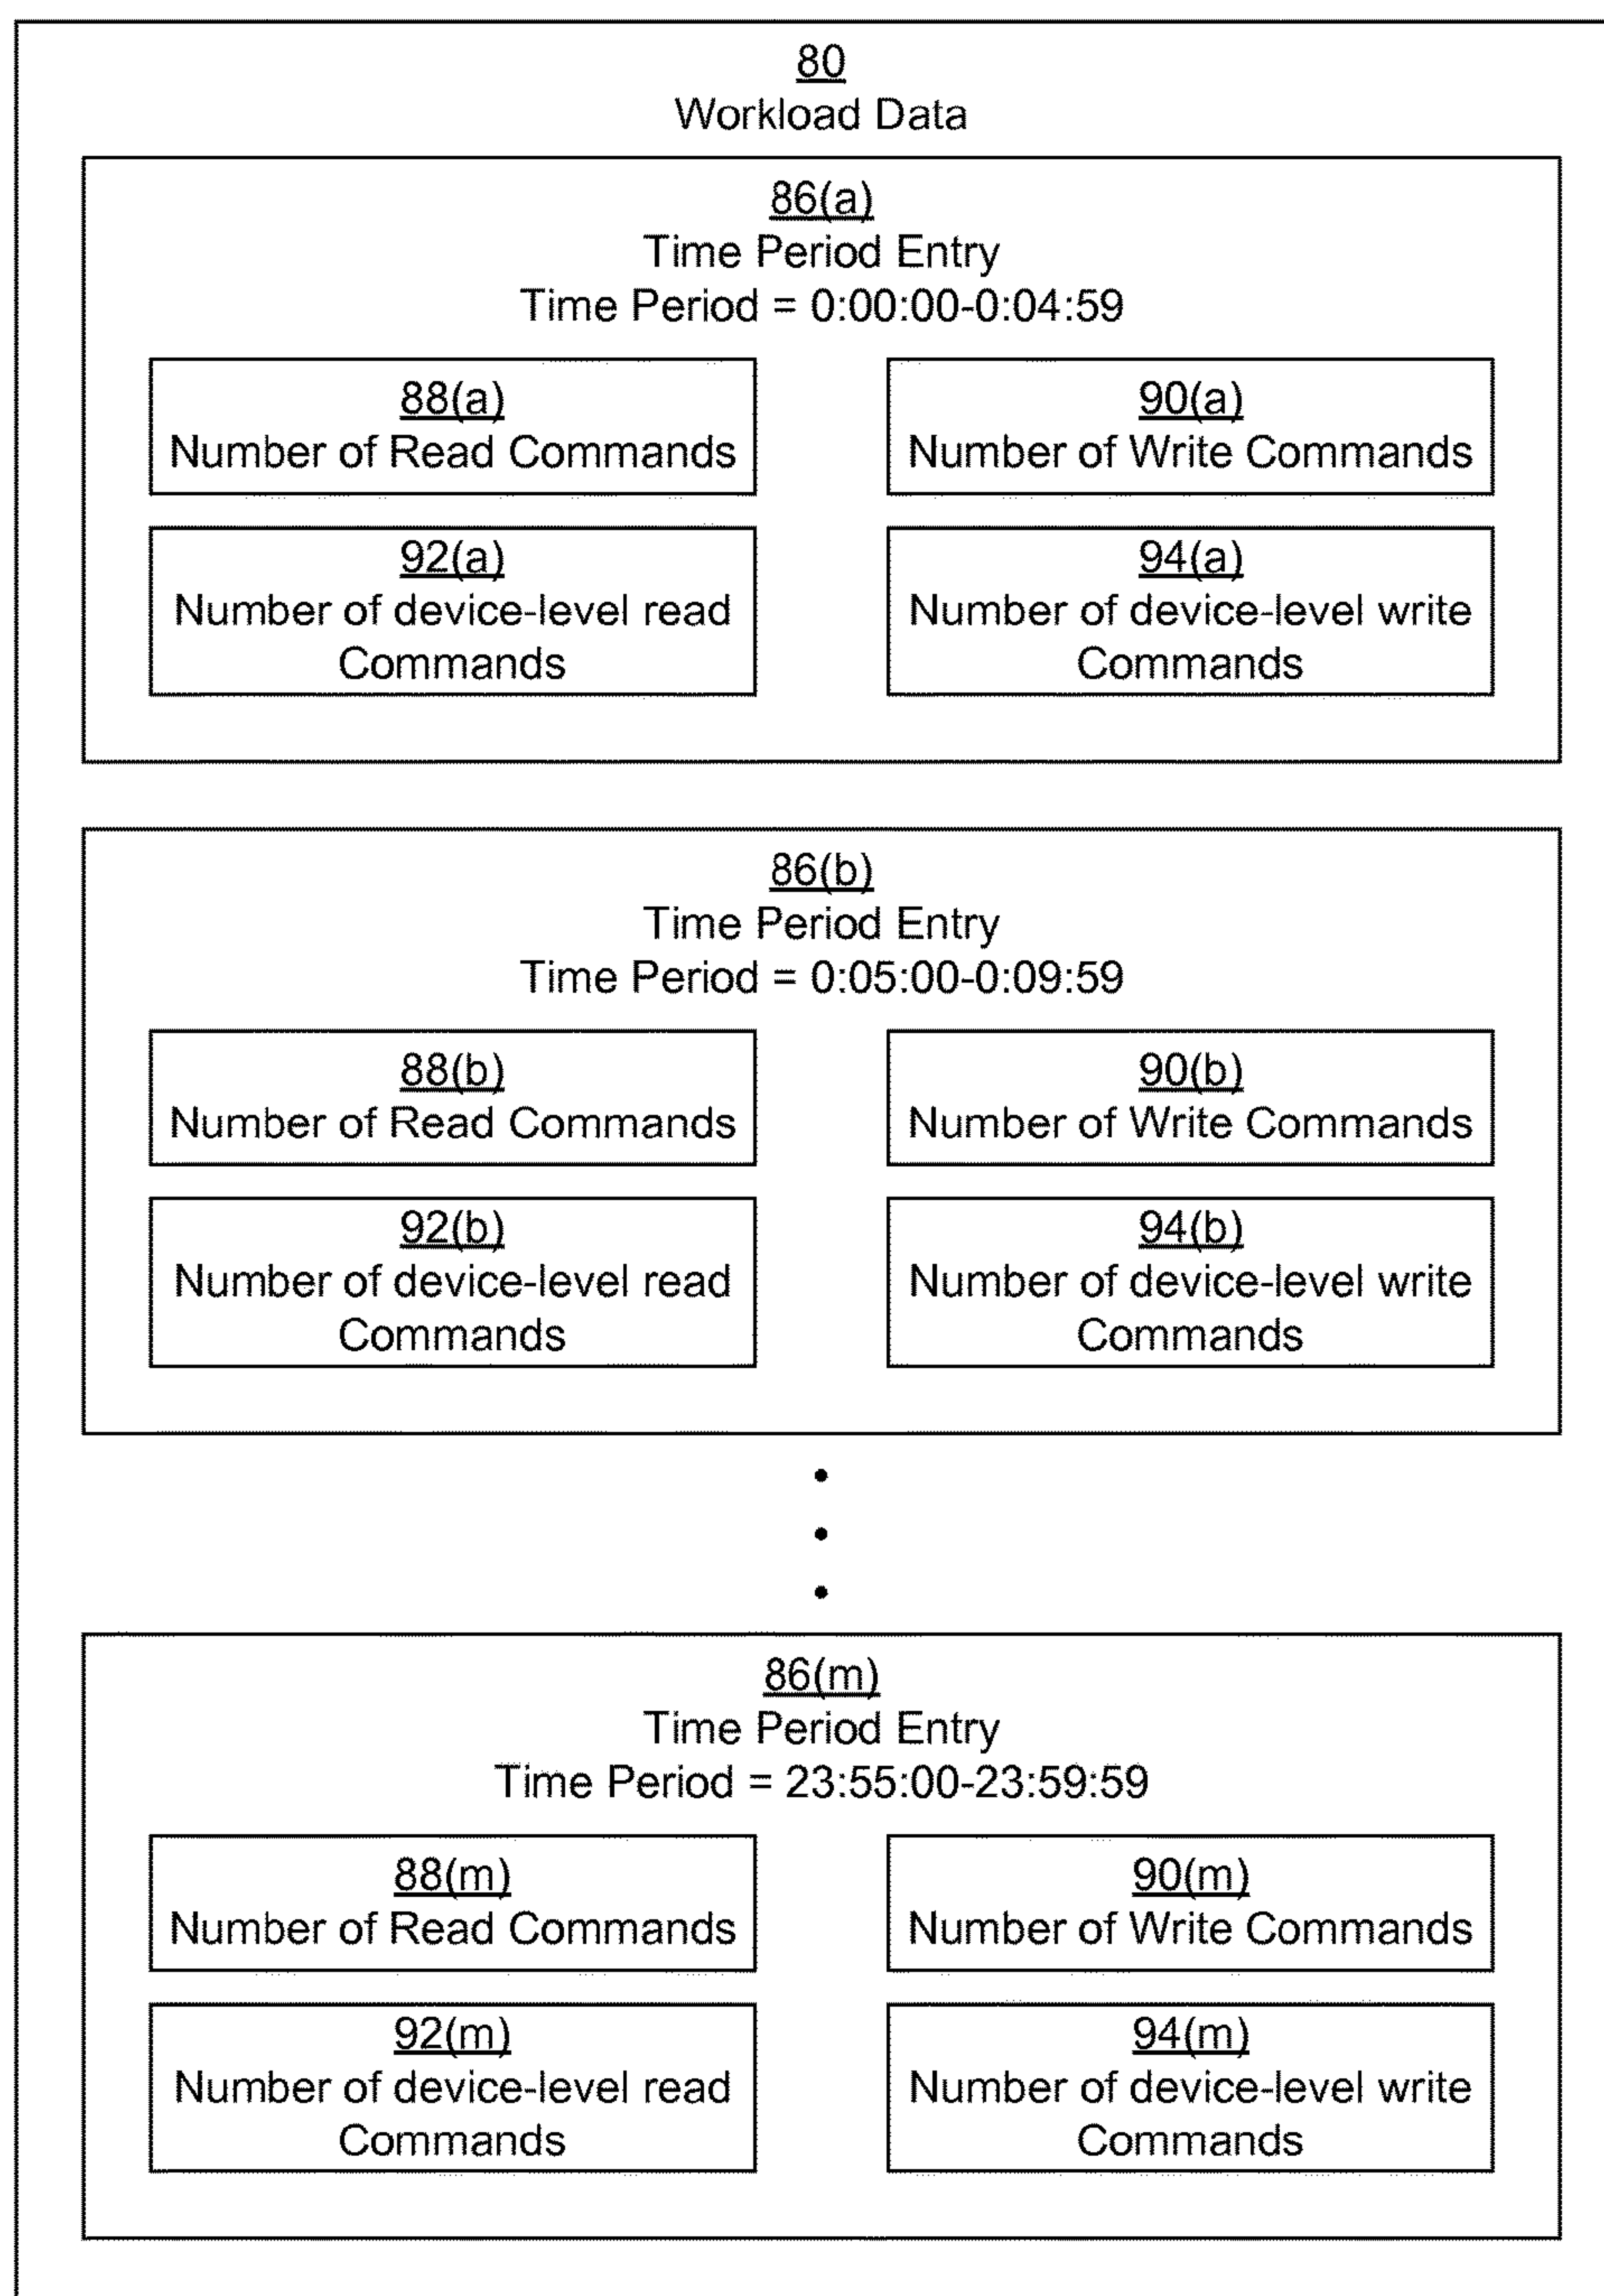 80
Workload Data
86(a)
Time Period Entry
Time Period = 0:00:00-0:04:59
88(a)
Number of Read Commands
90(a)
Number of Write Commands
92(a)
Number of device-level read
Commands
94(a)
Number of device-level write
Commands
86(b)
Time Period Entry
Time Period = 0:05:00-0:09:59
88(b)
Number of Read Commands
90(b)
Number of Write Commands
92(b)
Number of device-level read
Commands
94(b)
Number of device-level write
Commands
86(m)
Time Period Entry
Time Period = 23:55:00-23:59:59
88(m)
Number of Read Commands
90(m)
Number of Write Commands
92(m)
Number of device-level read
Commands
94(m)
Number of device-level write
Commands